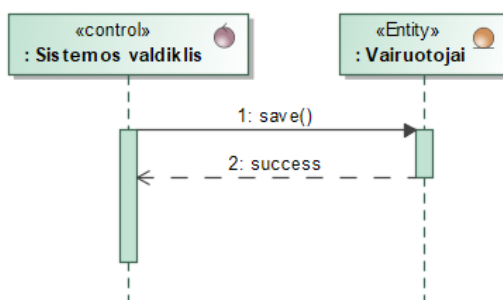 «control»
: Sistemos valdiklis
«Entity»
: Vairuotojai
1: save()
2: success